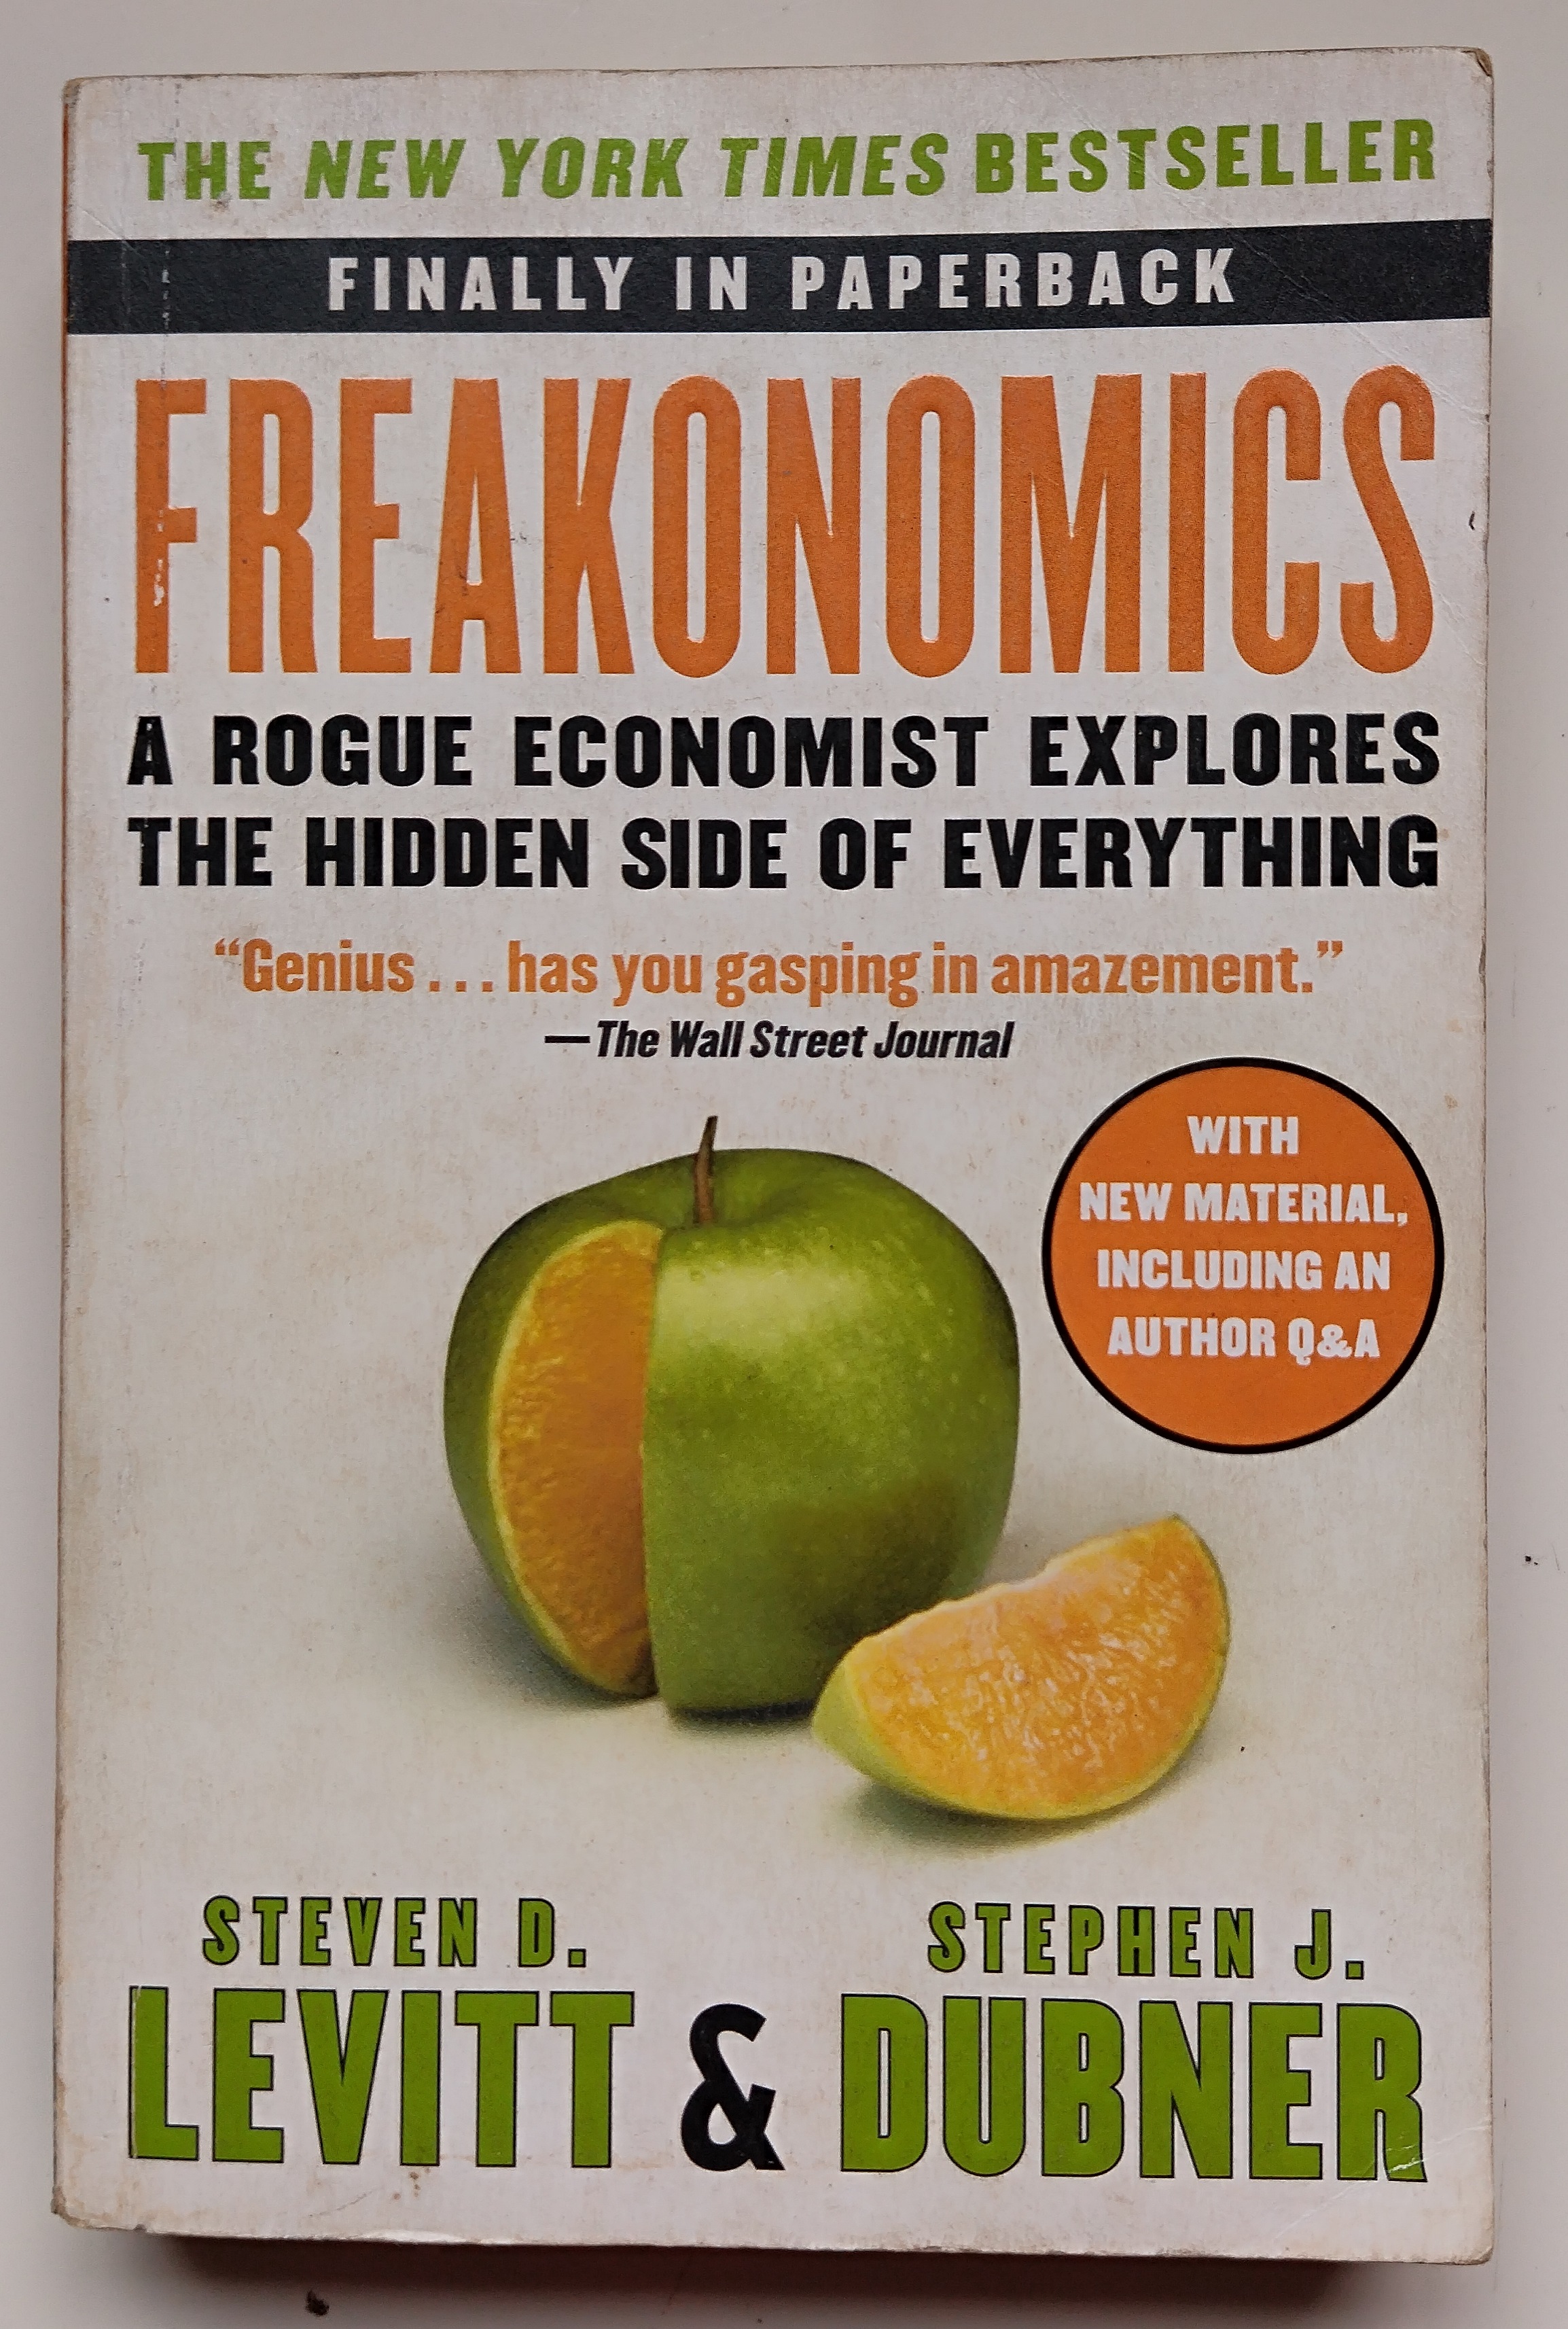 THE NEW YORK TIMES BESTSELLER
FINALLY IN PAPERBACK
FREAKONOMICS
A ROGUE ECONOMIST EXPLORES
THE HIDDEN SIDE OF EVERYTHING
“Genius . . . has you gasping in amazement.”
—The Wall Street Journal
WITH
NEW MATERIAL,
INCLUDING AN
AUTHOR Q&A
STEVEN D.
LEVITT
&
STEPHEN J.
DUBNER